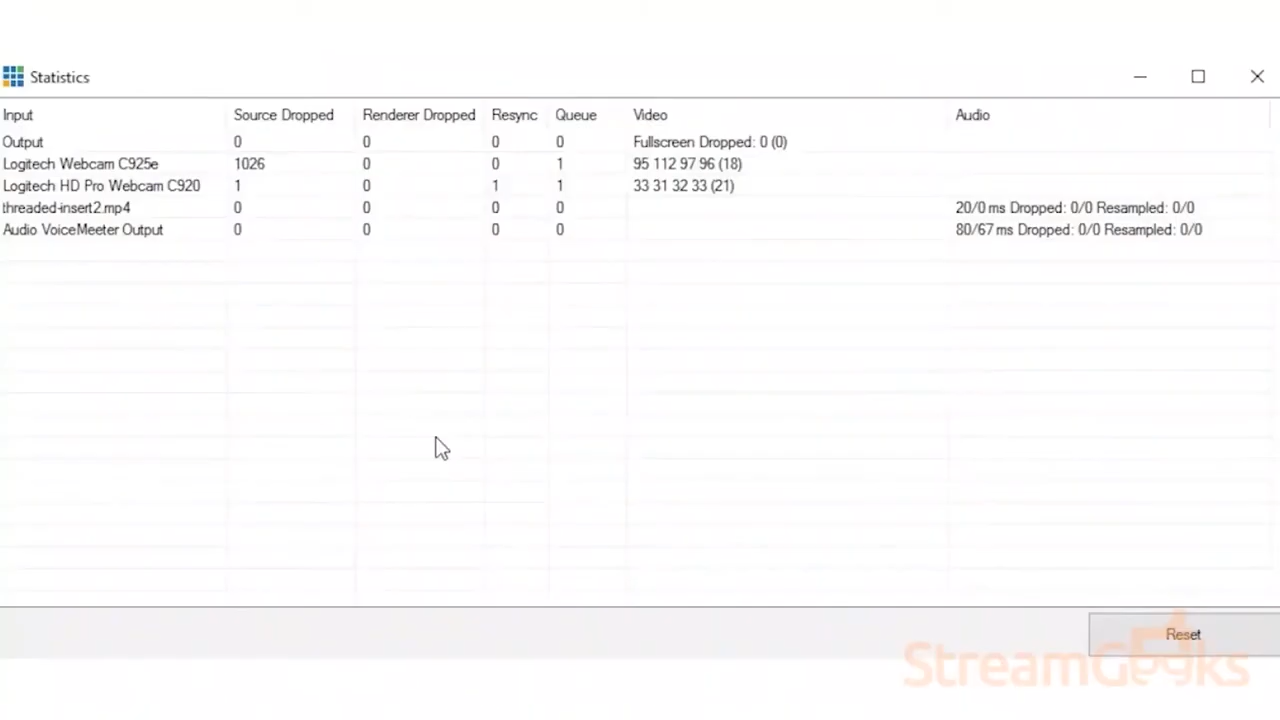 Statistics
Input Source Dropped Renderer Dropped Resync Queue Video Audio
Output 0 0 0 0 Fullscreen Dropped: 0 (0)
Logitech Webcam C925e 1026 0 0 1 95 112 97 96 (18)
Logitech HD Pro Webcam C920 1 0 1 1 33 31 32 33 (21)
threaded-insert2.mp4 0 0 0 0 20/0 ms Dropped: 0/0 Resampled: 0/0
Audio VoiceMeeter Output 0 0 0 0 80/67 ms Dropped: 0/0 Resampled: 0/0
Reset
StreamGeeks